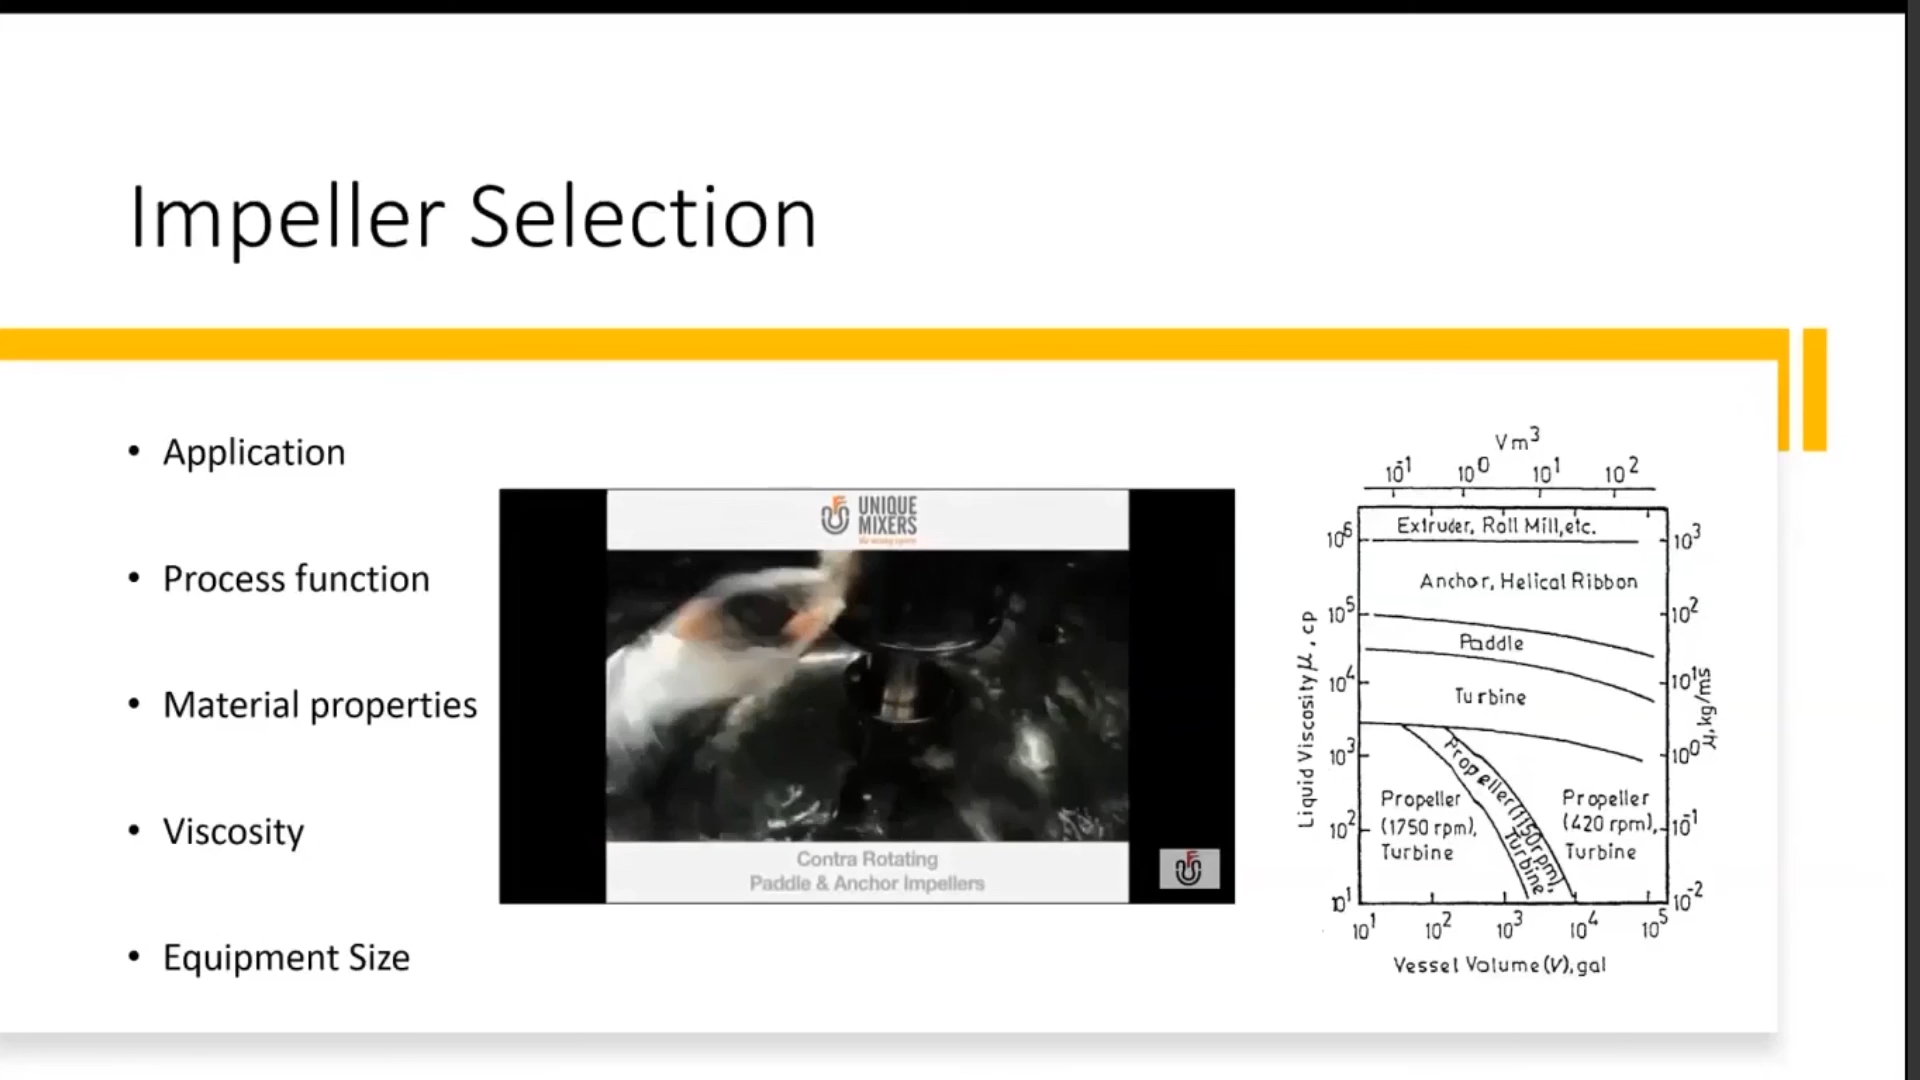 Impeller Selection
• Application
• Process function
• Material properties
• Viscosity
• Equipment Size
UNIQUE
MIXERS
Contra Rotating
Paddle & Anchor Impellers
Vm³
10⁻¹ 10⁰ 10¹ 10²
Extruder, Roll Mill, etc.
Anchor, Helical Ribbon
Paddle
Turbine
Propeller
(1750 rpm),
Turbine
Propeller (1150 rpm),
Turbine
Propeller
(420 rpm),
Turbine
Liquid Viscosity μ, cp
10⁶
10⁵
10⁴
10³
10²
10¹
10³
10²
10¹
10⁰
10⁻¹
10⁻²
μ, kg/ms
10¹ 10² 10³ 10⁴ 10⁵
Vessel Volume (V), gal